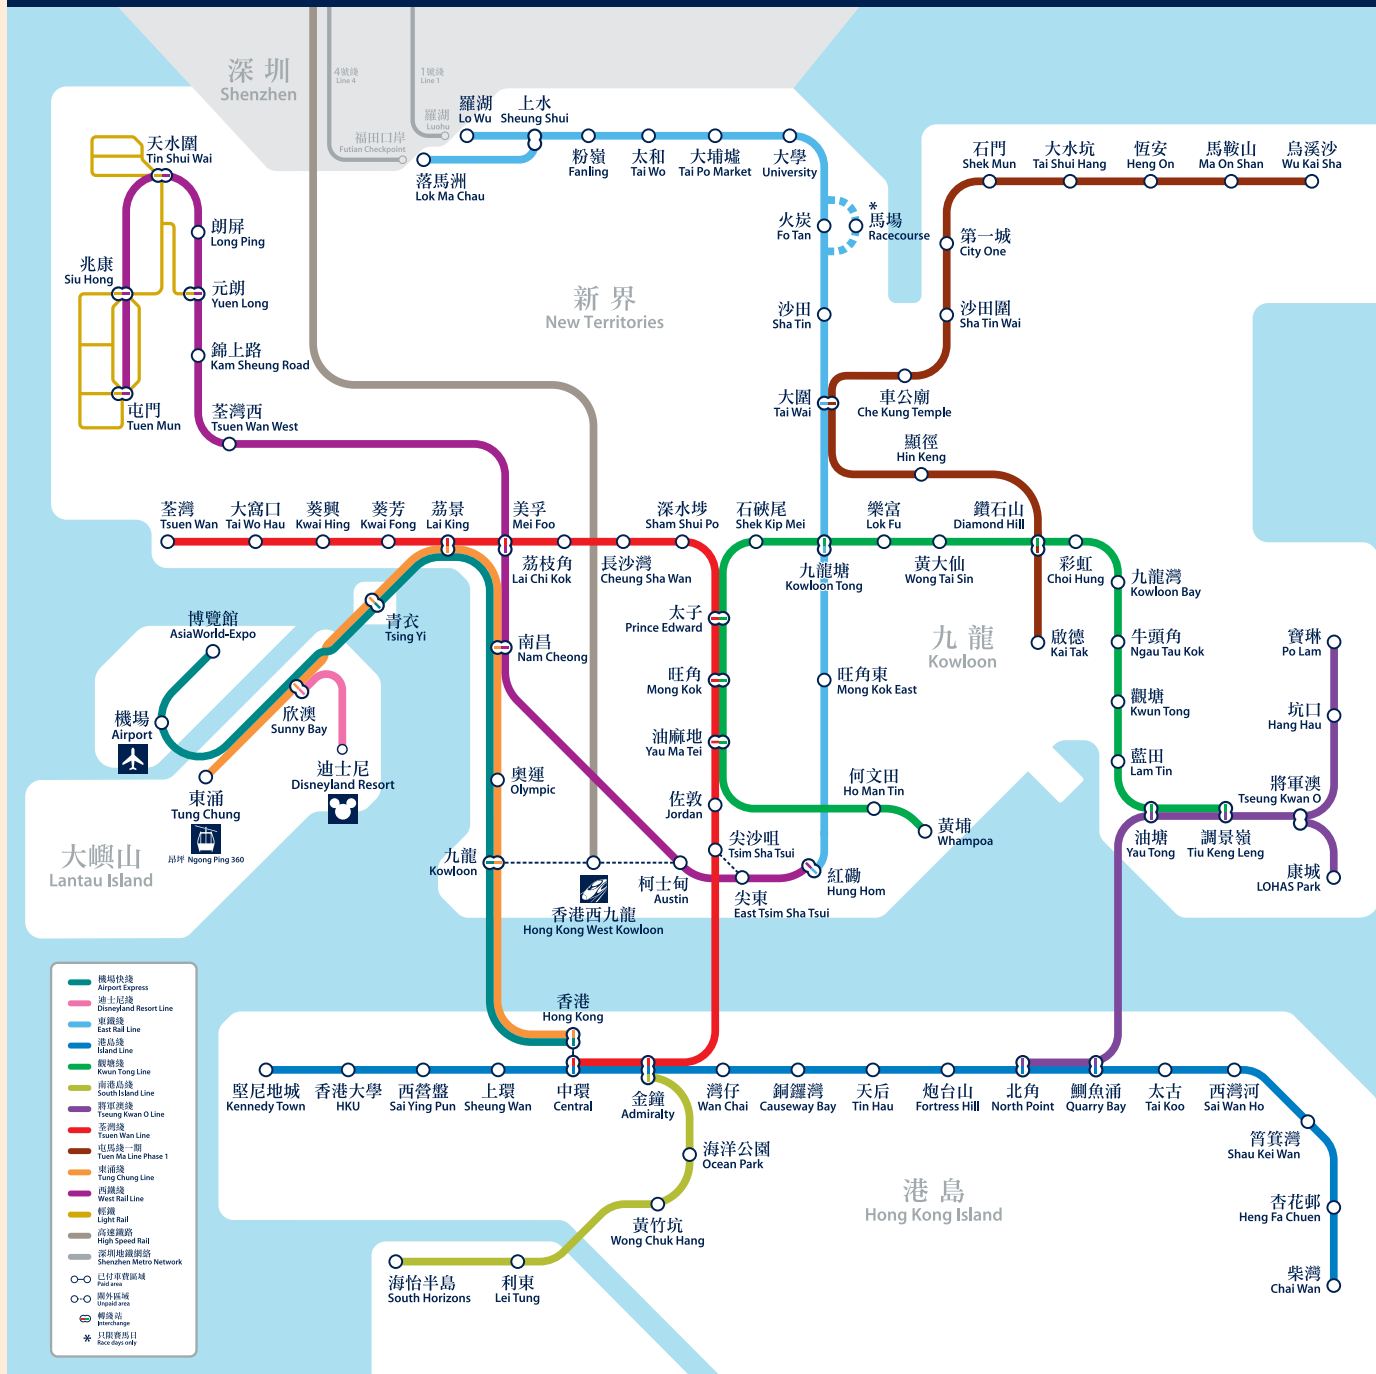 深圳
Shenzhen
4號綫
Line 4
1號綫
Line 1
羅湖
Luohu
福田口岸
Futian Checkpoint
羅湖
Lo Wu
上水
Sheung Shui
落馬洲
Lok Ma Chau
粉嶺
Fanling
太和
Tai Wo
大埔墟
Tai Po Market
大學
University
火炭
Fo Tan
*
馬場
Racecourse
沙田
Sha Tin
大圍
Tai Wai
石門
Shek Mun
大水坑
Tai Shui Hang
恆安
Heng On
馬鞍山
Ma On Shan
烏溪沙
Wu Kai Sha
第一城
City One
沙田圍
Sha Tin Wai
車公廟
Che Kung Temple
顯徑
Hin Keng
天水圍
Tin Shui Wai
朗屏
Long Ping
兆康
Siu Hong
元朗
Yuen Long
錦上路
Kam Sheung Road
屯門
Tuen Mun
荃灣西
Tsuen Wan West
新界
New Territories
荃灣
Tsuen Wan
大窩口
Tai Wo Hau
葵興
Kwai Hing
葵芳
Kwai Fong
荔景
Lai King
美孚
Mei Foo
荔枝角
Lai Chi Kok
長沙灣
Cheung Sha Wan
深水埗
Sham Shui Po
石硤尾
Shek Kip Mei
九龍塘
Kowloon Tong
樂富
Lok Fu
黃大仙
Wong Tai Sin
鑽石山
Diamond Hill
彩虹
Choi Hung
九龍灣
Kowloon Bay
啟德
Kai Tak
牛頭角
Ngau Tau Kok
觀塘
Kwun Tong
藍田
Lam Tin
寶琳
Po Lam
坑口
Hang Hau
將軍澳
Tseung Kwan O
油塘
Yau Tong
調景嶺
Tiu Keng Leng
康城
LOHAS Park
九龍
Kowloon
太子
Prince Edward
旺角
Mong Kok
旺角東
Mong Kok East
油麻地
Yau Ma Tei
何文田
Ho Man Tin
黃埔
Whampoa
佐敦
Jordan
尖沙咀
Tsim Sha Tsui
尖東
East Tsim Sha Tsui
紅磡
Hung Hom
柯士甸
Austin
香港西九龍
Hong Kong West Kowloon
九龍
Kowloon
奧運
Olympic
南昌
Nam Cheong
青衣
Tsing Yi
博覽館
AsiaWorld-Expo
機場
Airport
欣澳
Sunny Bay
迪士尼
Disneyland Resort
東涌
Tung Chung
昂坪 Ngong Ping 360
大嶼山
Lantau Island
香港
Hong Kong
堅尼地城
Kennedy Town
香港大學
HKU
西營盤
Sai Ying Pun
上環
Sheung Wan
中環
Central
金鐘
Admiralty
灣仔
Wan Chai
銅鑼灣
Causeway Bay
天后
Tin Hau
炮台山
Fortress Hill
北角
North Point
鰂魚涌
Quarry Bay
太古
Tai Koo
西灣河
Sai Wan Ho
筲箕灣
Shau Kei Wan
杏花邨
Heng Fa Chuen
柴灣
Chai Wan
海洋公園
Ocean Park
黃竹坑
Wong Chuk Hang
利東
Lei Tung
海怡半島
South Horizons
港島
Hong Kong Island
機場快綫
Airport Express
迪士尼綫
Disneyland Resort Line
東鐵綫
East Rail Line
港島綫
Island Line
觀塘綫
Kwun Tong Line
南港島綫
South Island Line
將軍澳綫
Tseung Kwan O Line
荃灣綫
Tsuen Wan Line
屯馬綫一期
Tuen Ma Line Phase 1
東涌綫
Tung Chung Line
西鐵綫
West Rail Line
輕鐵
Light Rail
高速鐵路
High Speed Rail
深圳地鐵網絡
Shenzhen Metro Network
已付車費區域
Paid area
閘外區域
Unpaid area
轉綫站
Interchange
* 只限賽馬日
Race days only